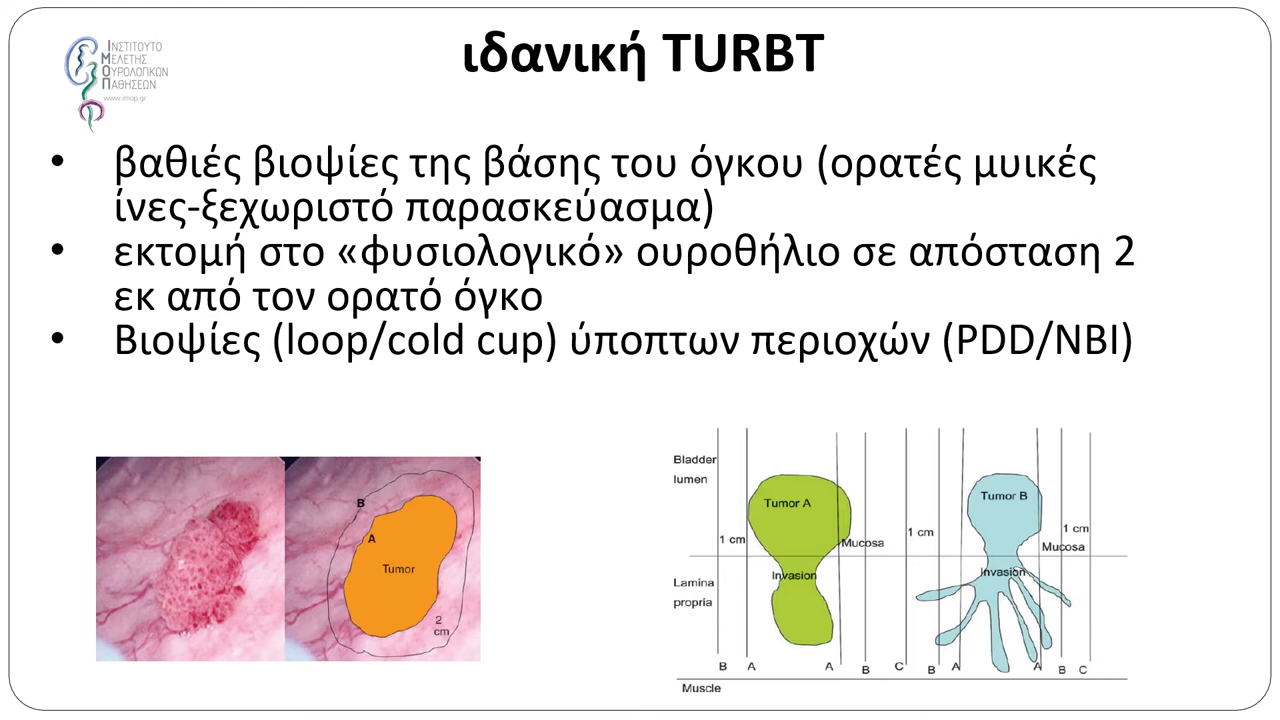 ΙΝΣΤΙΤΟΥΤΟ
ΜΕΛΕΤΗΣ
ΟΥΡΟΛΟΓΙΚΩΝ
ΠΑΘΗΣΕΩΝ
www.imop.gr
ιδανική TURBT
• βαθιές βιοψίες της βάσης του όγκου (ορατές μυικές
ίνες-ξεχωριστό παρασκεύασμα)
• εκτομή στο «φυσιολογικό» ουροθήλιο σε απόσταση 2
εκ από τον ορατό όγκο
• Βιοψίες (loop/cold cup) ύποπτων περιοχών (PDD/NBI)
B
A
Tumor
2
cm
Bladder
lumen
Tumor A
Tumor B
1 cm
Mucosa
1 cm
1 cm
Mucosa
Lamina
propria
Invasion
Invasion
B A A B C B A A B C
Muscle